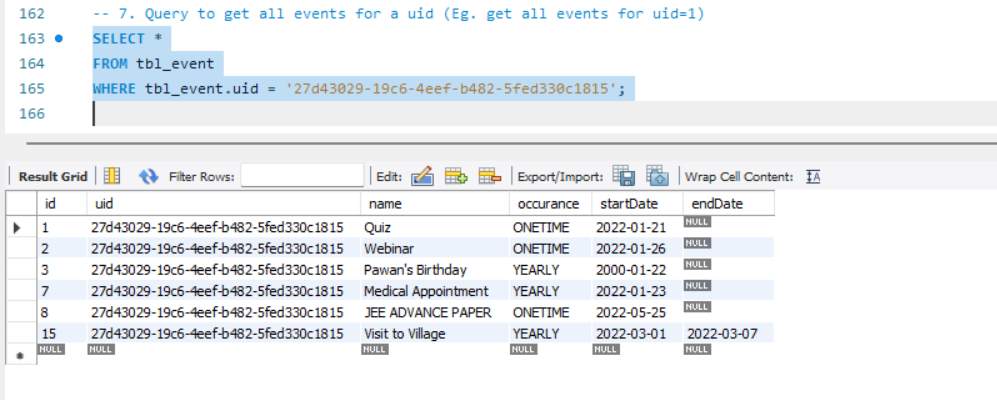 162 -- 7. Query to get all events for a uid (Eg. get all events for uid=1)
163 SELECT *
164 FROM tbl_event
165 WHERE tbl_event.uid = '27d43029-19c6-4eef-b482-5fed330c1815';
166
Result Grid Filter Rows: Edit: Export/Import: Wrap Cell Content: IA
id uid name occurance startDate endDate
1 27d43029-19c6-4eef-b482-5fed330c1815 Quiz ONETIME 2022-01-21 NULL
2 27d43029-19c6-4eef-b482-5fed330c1815 Webinar ONETIME 2022-01-26 NULL
3 27d43029-19c6-4eef-b482-5fed330c1815 Pawan's Birthday YEARLY 2000-01-22 NULL
7 27d43029-19c6-4eef-b482-5fed330c1815 Medical Appointment YEARLY 2022-01-23 NULL
8 27d43029-19c6-4eef-b482-5fed330c1815 JEE ADVANCE PAPER ONETIME 2022-05-25 NULL
15 27d43029-19c6-4eef-b482-5fed330c1815 Visit to Village YEARLY 2022-03-01 2022-03-07
NULL NULL NULL NULL NULL NULL